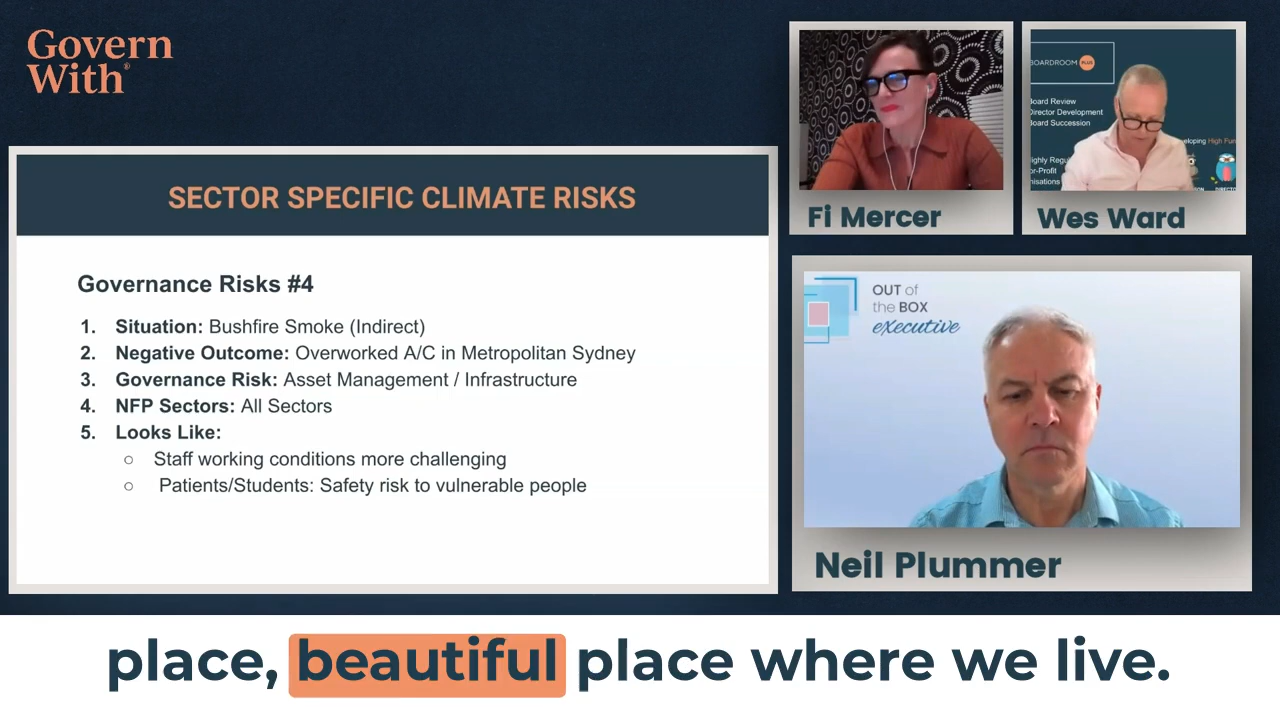 Govern
With®
SECTOR SPECIFIC CLIMATE RISKS
Governance Risks #4
1. Situation: Bushfire Smoke (Indirect)
2. Negative Outcome: Overworked A/C in Metropolitan Sydney
3. Governance Risk: Asset Management / Infrastructure
4. NFP Sectors: All Sectors
5. Looks Like:
○ Staff working conditions more challenging
○ Patients/Students: Safety risk to vulnerable people
Fi Mercer
BOARDROOM PLUS
Board Review
Director Development
Board Succession
Wes Ward
OUT of
the BOX
executive
Neil Plummer
place, beautiful place where we live.